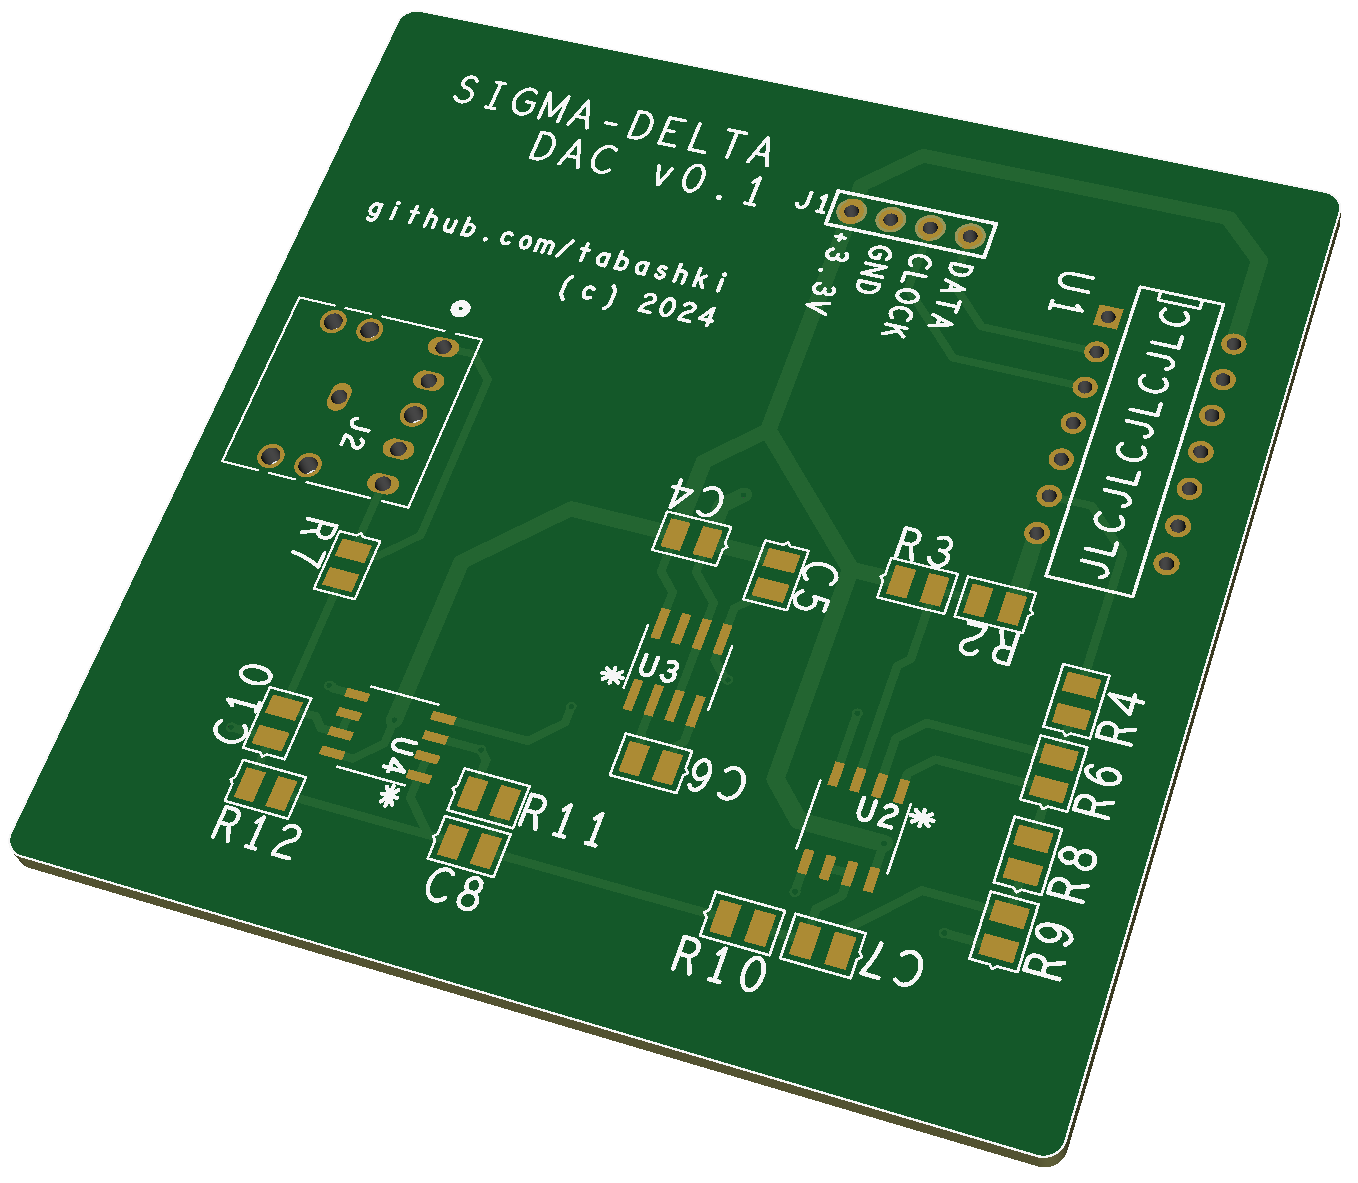 SIGMA-DELTA
DAC v0.1
github.com/tabashki
(c) 2024
J1
+3.3V
GND
CLOCK
DATA
U1
JLCJLCJLCJLC
J2
R7
C4
C5
R3
R2
U3
C10
U4
C6
R4
R6
U2
R12
R11
C8
R8
R9
R10
C7